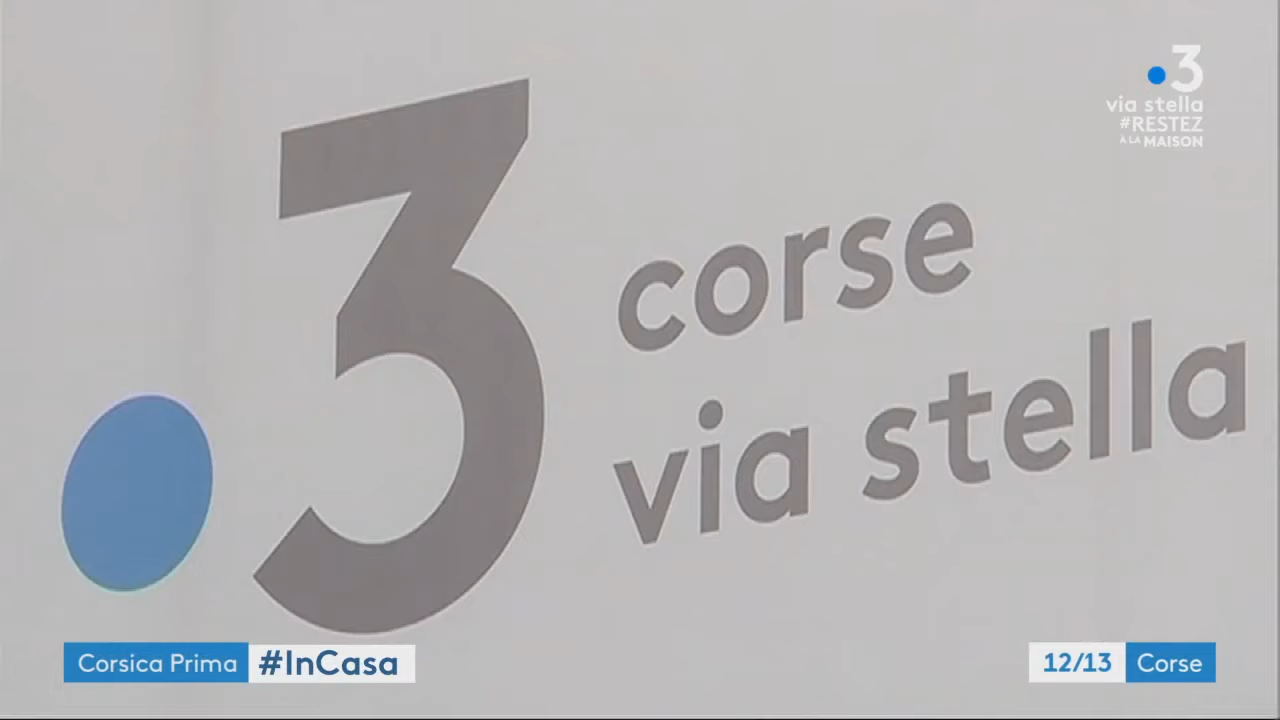 3
via stella
#RESTEZ
À LA MAISON
3
corse
via stella
Corsica Prima #InCasa
12/13 Corse